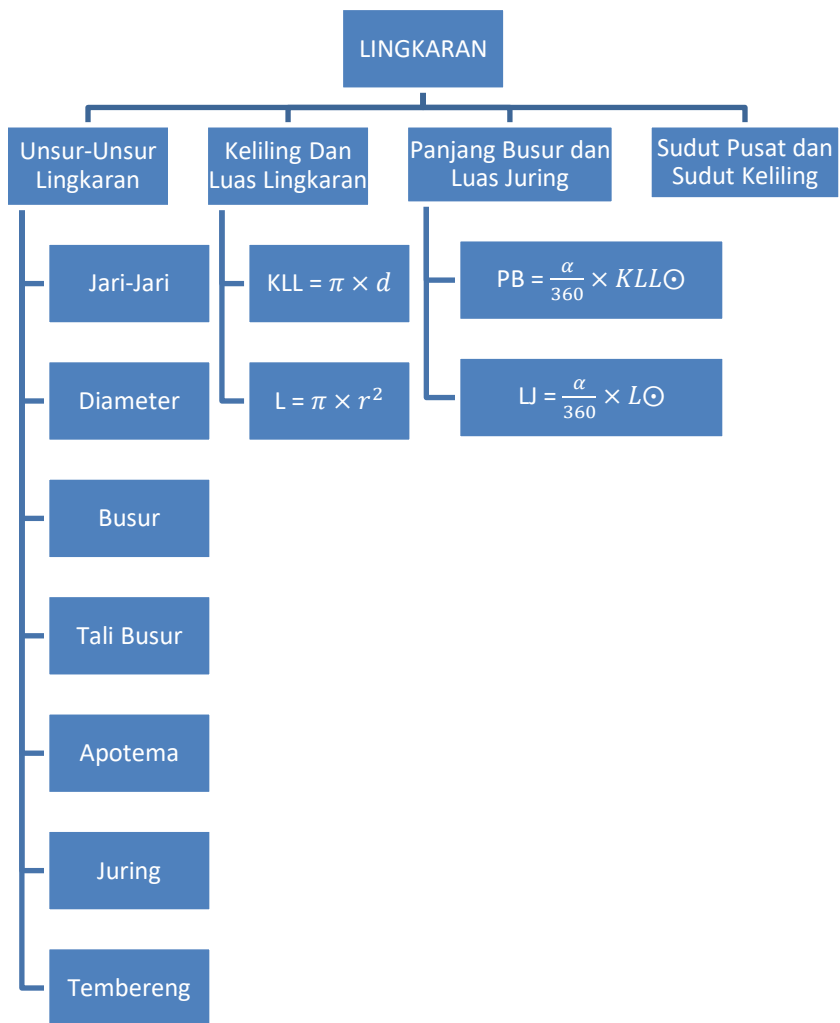 LINGKARAN
Unsur-Unsur
Lingkaran
Jari-Jari
Diameter
Busur
Tali Busur
Apotema
Juring
Tembereng
Keliling Dan
Luas Lingkaran
KLL = π × d
L = π × r²
Panjang Busur dan
Luas Juring
PB = α/360 × KLL⊙
LJ = α/360 × L⊙
Sudut Pusat dan
Sudut Keliling